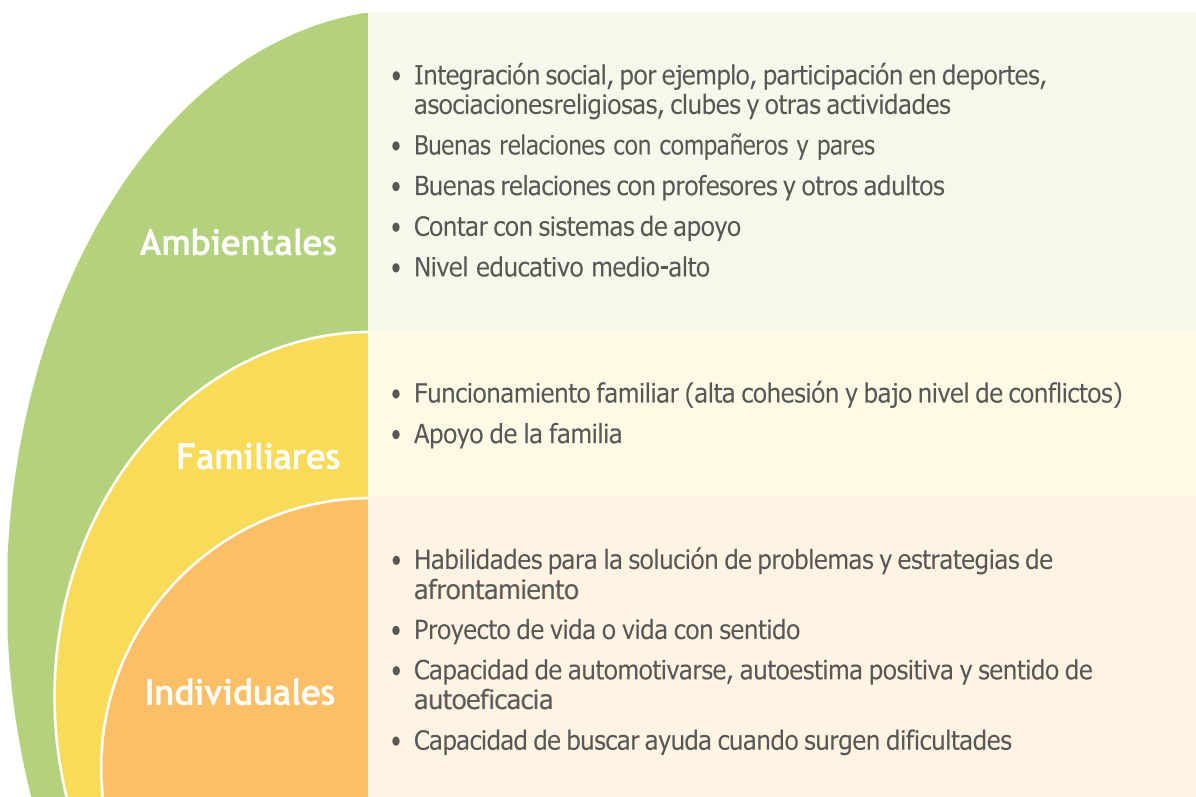 Ambientales
• Integración social, por ejemplo, participación en deportes,
asociacionesreligiosas, clubes y otras actividades
• Buenas relaciones con compañeros y pares
• Buenas relaciones con profesores y otros adultos
• Contar con sistemas de apoyo
• Nivel educativo medio-alto
Familiares
• Funcionamiento familiar (alta cohesión y bajo nivel de conflictos)
• Apoyo de la familia
Individuales
• Habilidades para la solución de problemas y estrategias de
afrontamiento
• Proyecto de vida o vida con sentido
• Capacidad de automotivarse, autoestima positiva y sentido de
autoeficacia
• Capacidad de buscar ayuda cuando surgen dificultades